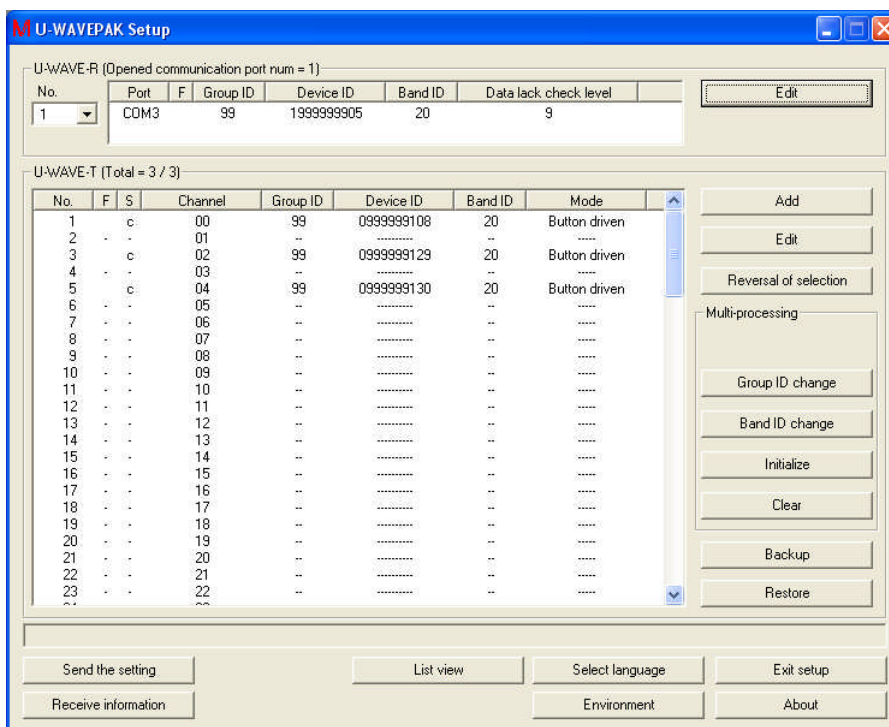 M U-WAVEPAK Setup
U-WAVE-R (Opened communication port num = 1)
No. Port F Group ID Device ID Band ID Data lack check level Edit
1 COM3 99 1999999905 20 9
U-WAVE-T (Total = 3 / 3)
No. F S Channel Group ID Device ID Band ID Mode Add
1 c 00 99 0999999108 20 Button driven
2 - - 01 -- ---------- -- ----- Edit
3 c 02 99 0999999129 20 Button driven
4 - - 03 -- ---------- -- ----- Reversal of selection
5 c 04 99 0999999130 20 Button driven
6 - - 05 -- ---------- -- ----- Multi-processing
7 - - 06 -- ---------- -- -----
8 - - 07 -- ---------- -- -----
9 - - 08 -- ---------- -- -----
10 - - 09 -- ---------- -- ----- Group ID change
11 - - 10 -- ---------- -- -----
12 - - 11 -- ---------- -- -----
13 - - 12 -- ---------- -- ----- Band ID change
14 - - 13 -- ---------- -- -----
15 - - 14 -- ---------- -- ----- Initialize
16 - - 15 -- ---------- -- -----
17 - - 16 -- ---------- -- -----
18 - - 17 -- ---------- -- ----- Clear
19 - - 18 -- ---------- -- -----
20 - - 19 -- ---------- -- -----
21 - - 20 -- ---------- -- ----- Backup
22 - - 21 -- ---------- -- -----
23 - - 22 -- ---------- -- ----- Restore
Send the setting List view Select language Exit setup
Receive information Environment About